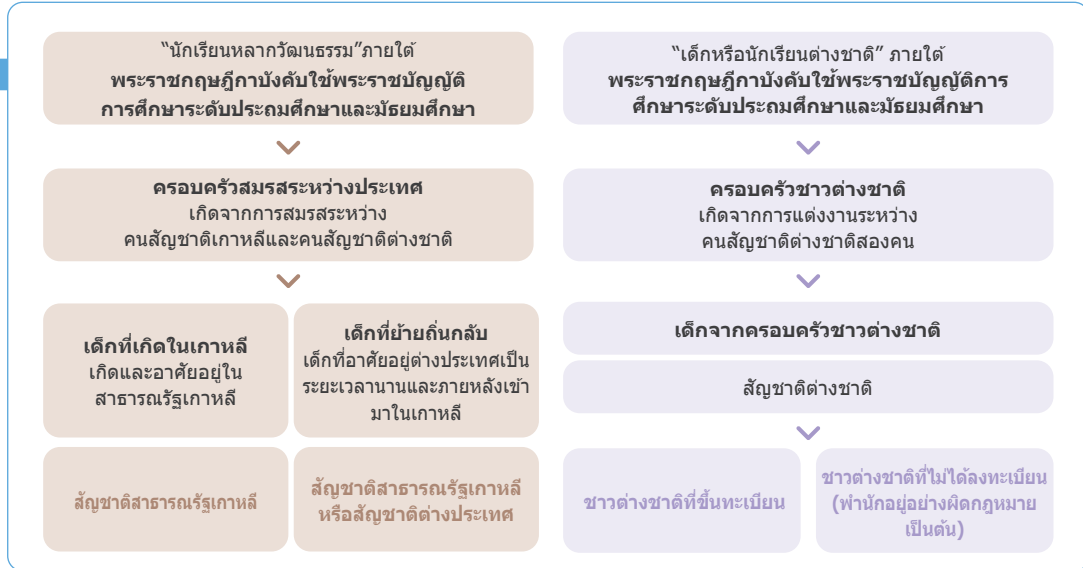 “นักเรียนหลากวัฒนธรรม”ภายใต้
พระราชกฤษฎีกาบังคับใช้พระราชบัญญัติ
การศึกษาระดับประถมศึกษาและมัธยมศึกษา
ครอบครัวสมรสระหว่างประเทศ
เกิดจากการสมรสระหว่าง
คนสัญชาติเกาหลีและคนสัญชาติต่างชาติ
เด็กที่เกิดในเกาหลี
เกิดและอาศัยอยู่ใน
สาธารณรัฐเกาหลี
เด็กที่ย้ายถิ่นกลับ
เด็กที่อาศัยอยู่ต่างประเทศเป็น
ระยะเวลานานและภายหลังเข้า
มาในเกาหลี
สัญชาติสาธารณรัฐเกาหลี
สัญชาติสาธารณรัฐเกาหลี
หรือสัญชาติต่างประเทศ
“เด็กหรือนักเรียนต่างชาติ” ภายใต้
พระราชกฤษฎีกาบังคับใช้พระราชบัญญัติการ
ศึกษาระดับประถมศึกษาและมัธยมศึกษา
ครอบครัวชาวต่างชาติ
เกิดจากการแต่งงานระหว่าง
คนสัญชาติต่างชาติสองคน
เด็กจากครอบครัวชาวต่างชาติ
สัญชาติต่างชาติ
ชาวต่างชาติที่ขึ้นทะเบียน
ชาวต่างชาติที่ไม่ได้ลงทะเบียน
(พำนักอยู่อย่างผิดกฎหมาย
เป็นต้น)